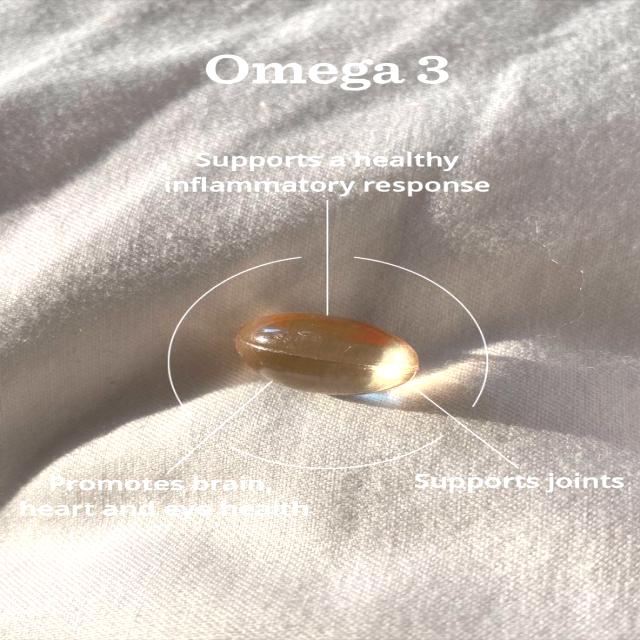 Omega 3
Supports a healthy
inflammatory response
Promotes brain,
heart and eye health
Supports joints